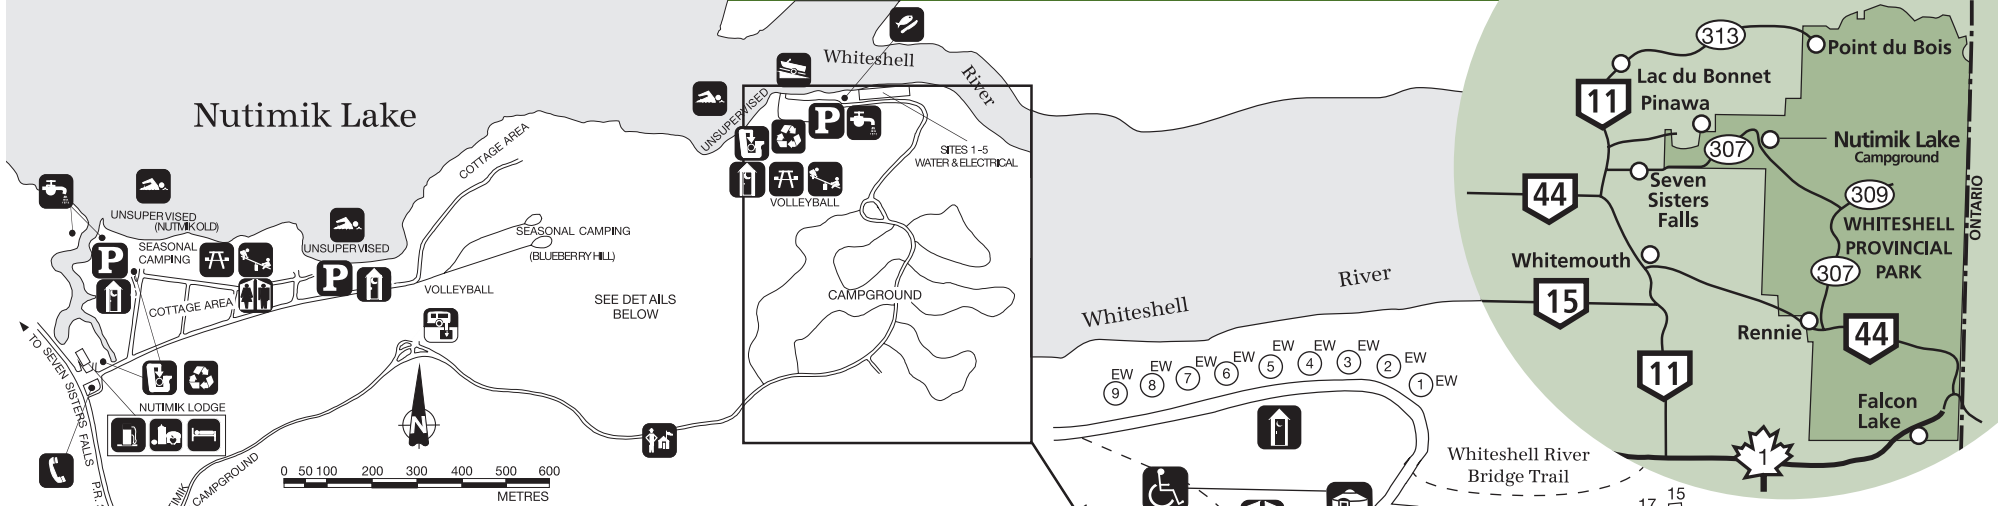 Nutimik Lake
Whiteshell
River
UNSUPERVISED
P
SITES 1-5
WATER & ELECTRICAL
VOLLEYBALL
COTTAGE AREA
UNSUPERVISED
(NUTIMIK OLD)
SEASONAL
CAMPING
P
UNSUPERVISED
P
COTTAGE AREA
SEASONAL CAMPING
(BLUEBERRY HILL)
VOLLEYBALL
SEE DETAILS
BELOW
CAMPGROUND
TO SEVEN SISTERS FALLS
P.R.
NUTIMIK LODGE
CAMPGROUND
N
0 50 100 200 300 400 500 600
METRES
Whiteshell
River
EW EW EW EW EW EW EW EW EW
9 8 7 6 5 4 3 2 1
Whiteshell River
Bridge Trail
17 15
313
Point du Bois
Lac du Bonnet
11
Pinawa
307
Nutimik Lake
Campground
44
Seven
Sisters
Falls
309
WHITESHELL
PROVINCIAL
PARK
ONTARIO
Whitemouth
307
15
Rennie
44
11
Falcon
Lake
1